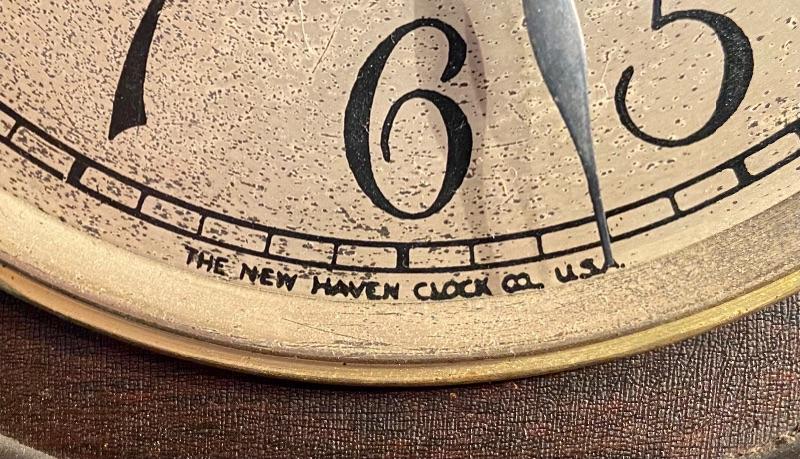 7 6 5
THE NEW HAVEN CLOCK CO. U.S.A.